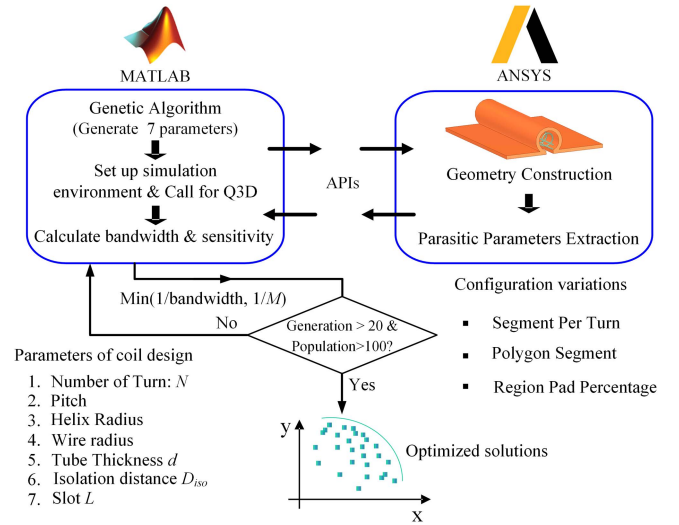 MATLAB
Genetic Algorithm
(Generate 7 parameters)
Set up simulation
environment & Call for Q3D
Calculate bandwidth & sensitivity
APIs
ANSYS
Geometry Construction
Parasitic Parameters Extraction
Min(1/bandwidth, 1/M)
No
Generation > 20 &
Population>100?
Yes
Configuration variations
Segment Per Turn
Polygon Segment
Region Pad Percentage
Parameters of coil design
1. Number of Turn: N
2. Pitch
3. Helix Radius
4. Wire radius
5. Tube Thickness d
6. Isolation distance Diso
7. Slot L
y
x
Optimized solutions